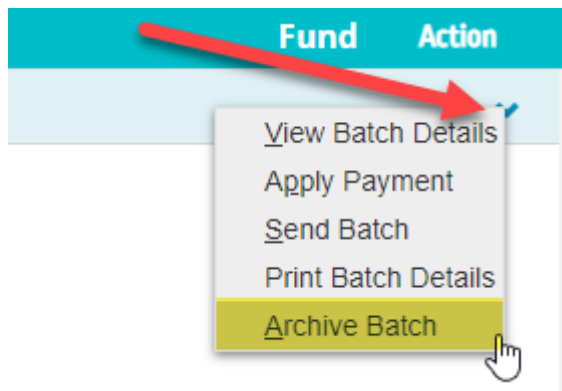 Fund Action
View Batch Details
Apply Payment
Send Batch
Print Batch Details
Archive Batch